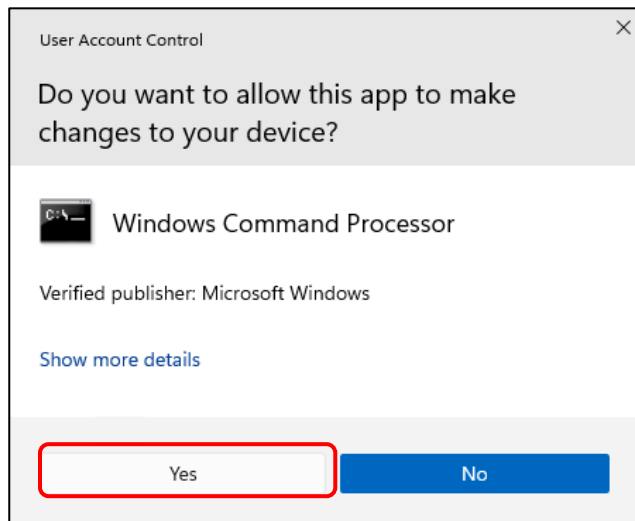 User Account Control
Do you want to allow this app to make
changes to your device?
C:\_
Windows Command Processor
Verified publisher: Microsoft Windows
Show more details
Yes
No